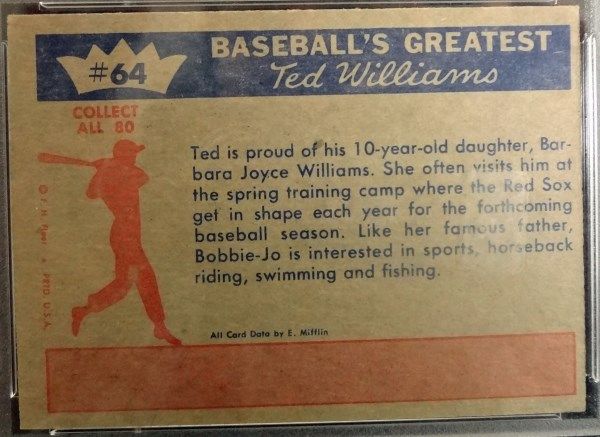 #64
BASEBALL'S GREATEST
Ted Williams
COLLECT
ALL 80
Ted is proud of his 10-year-old daughter, Bar-
bara Joyce Williams. She often visits him at
the spring training camp where the Red Sox
get in shape each year for the forthcoming
baseball season. Like her famous father,
Bobbie-Jo is interested in sports, horseback
riding, swimming and fishing.
All Card Data by E. Mifflin
© F. H. Fleer • PRTD U.S.A.